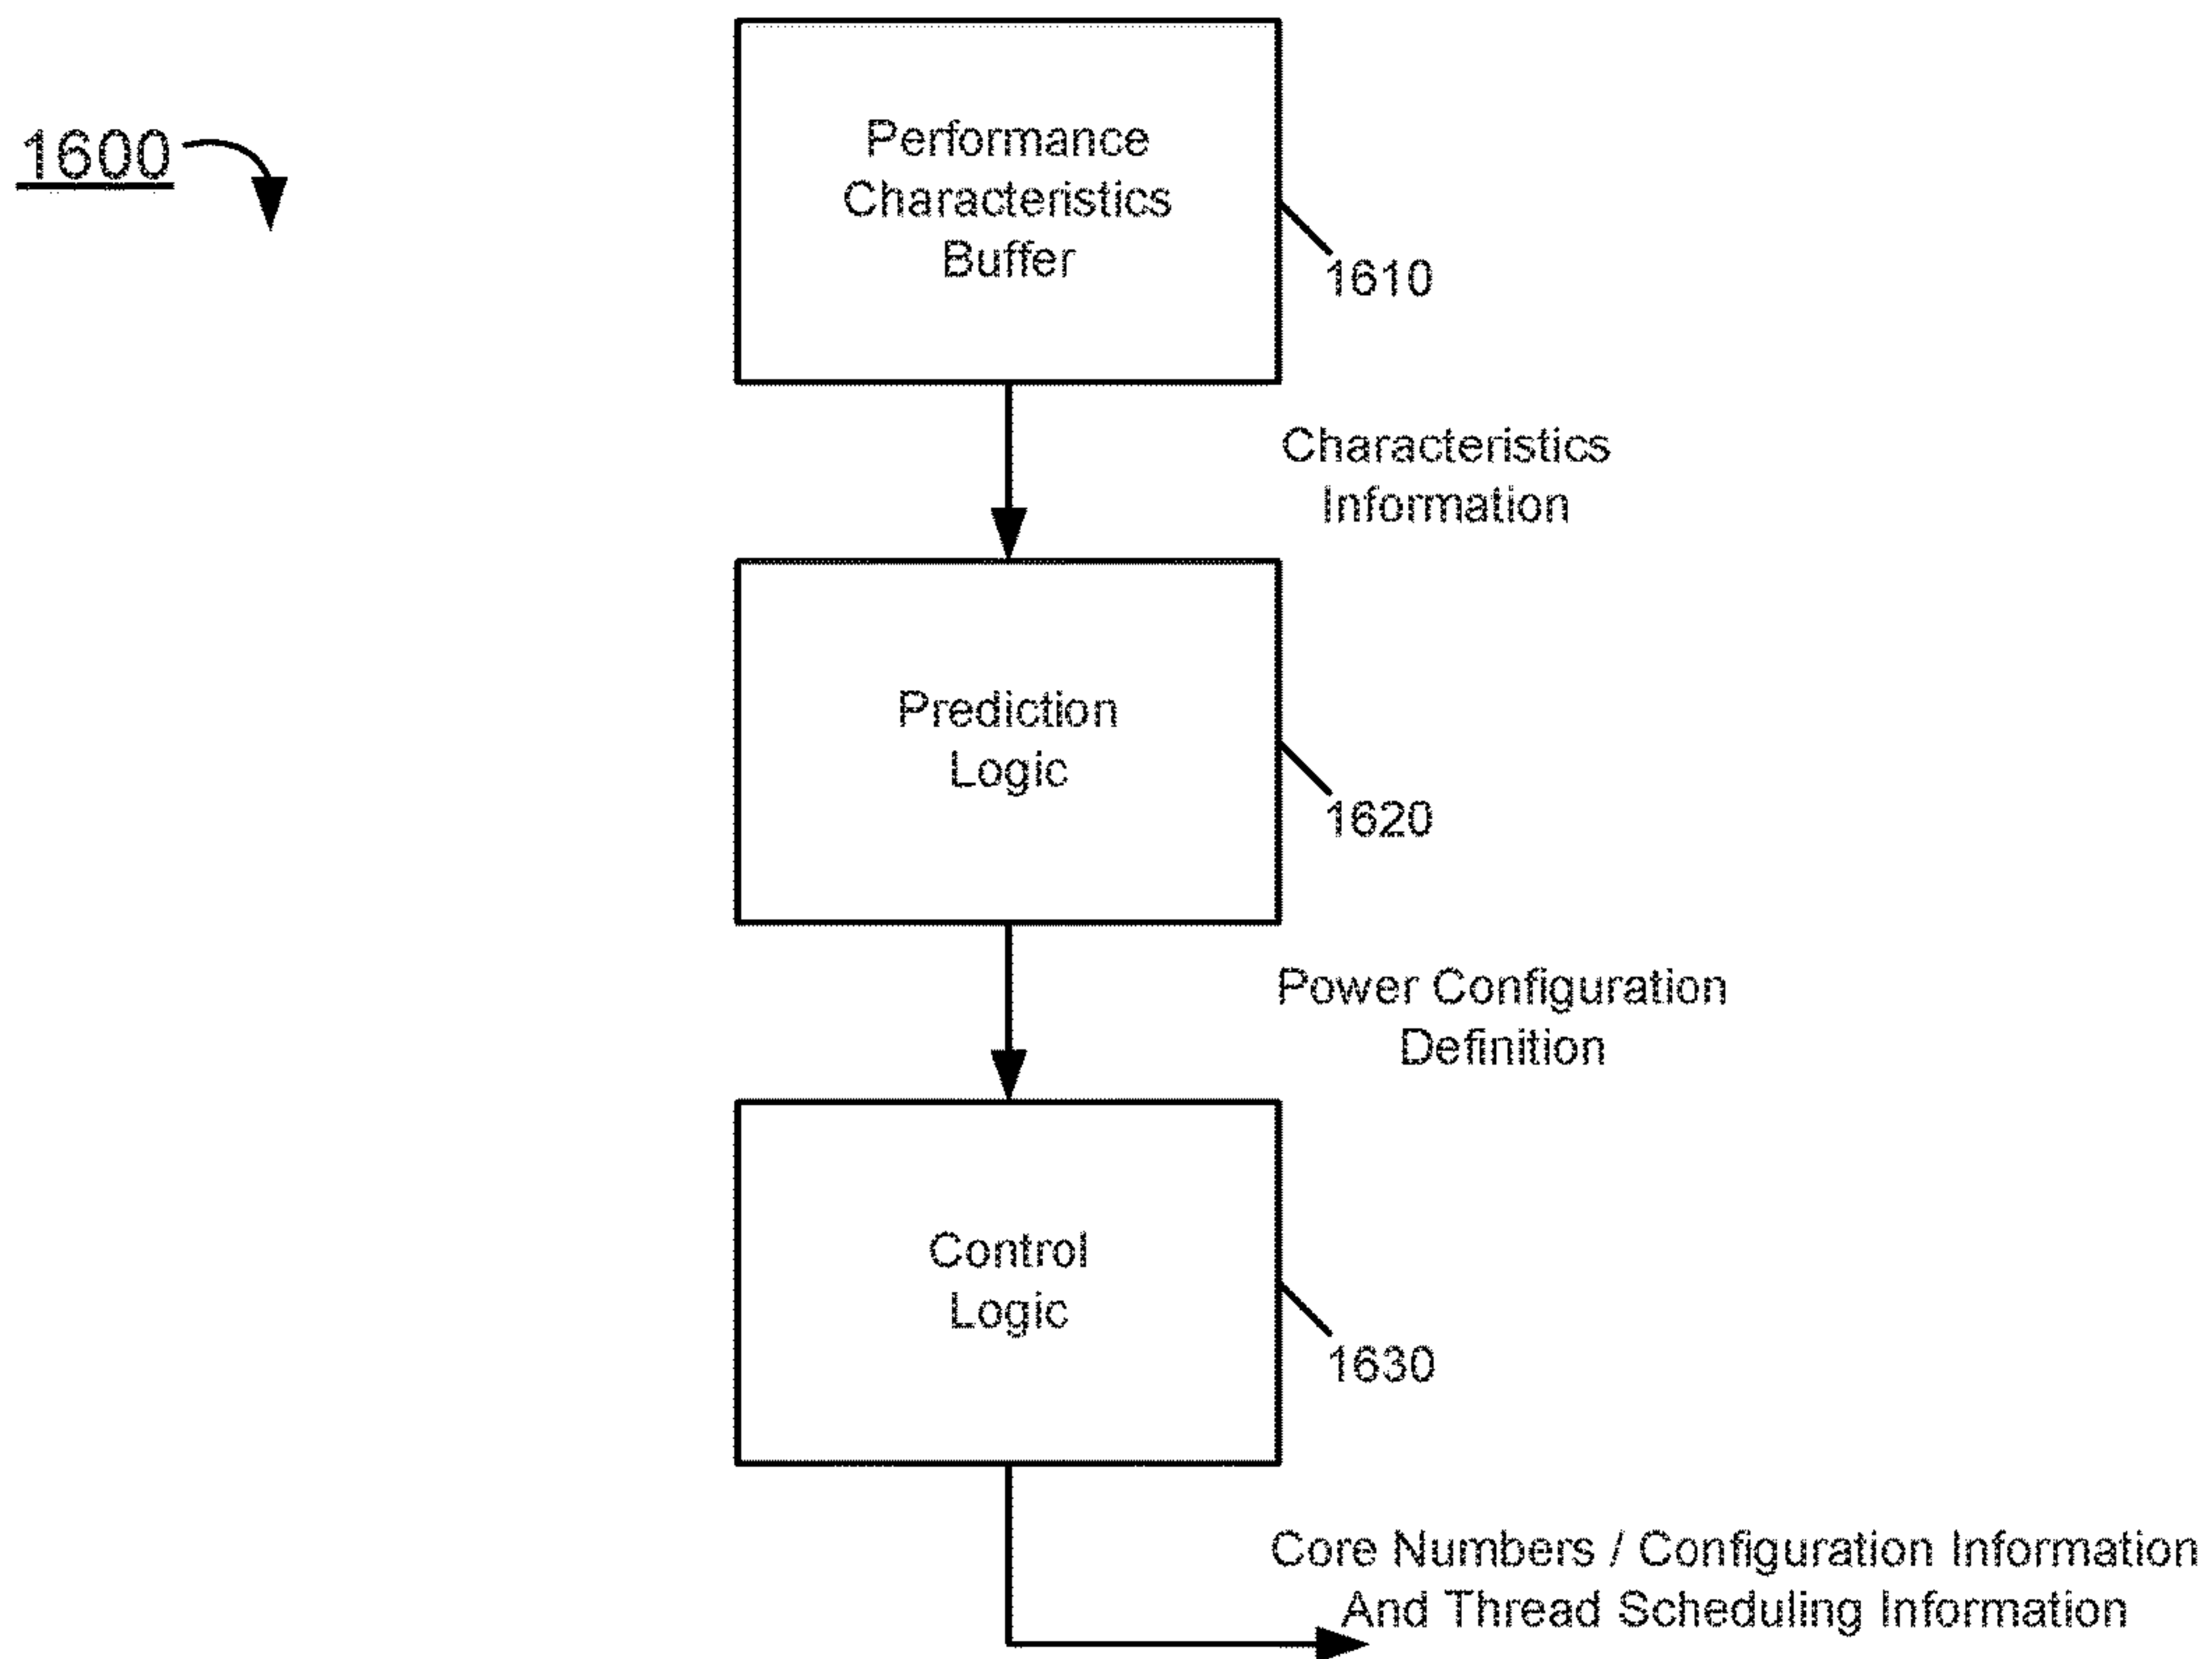 1600
Performance
Characteristics
Buffer
1610
Characteristics
Information
Prediction
Logic
1620
Power Configuration
Definition
Control
Logic
1630
Core Numbers / Configuration Information
And Thread Scheduling Information